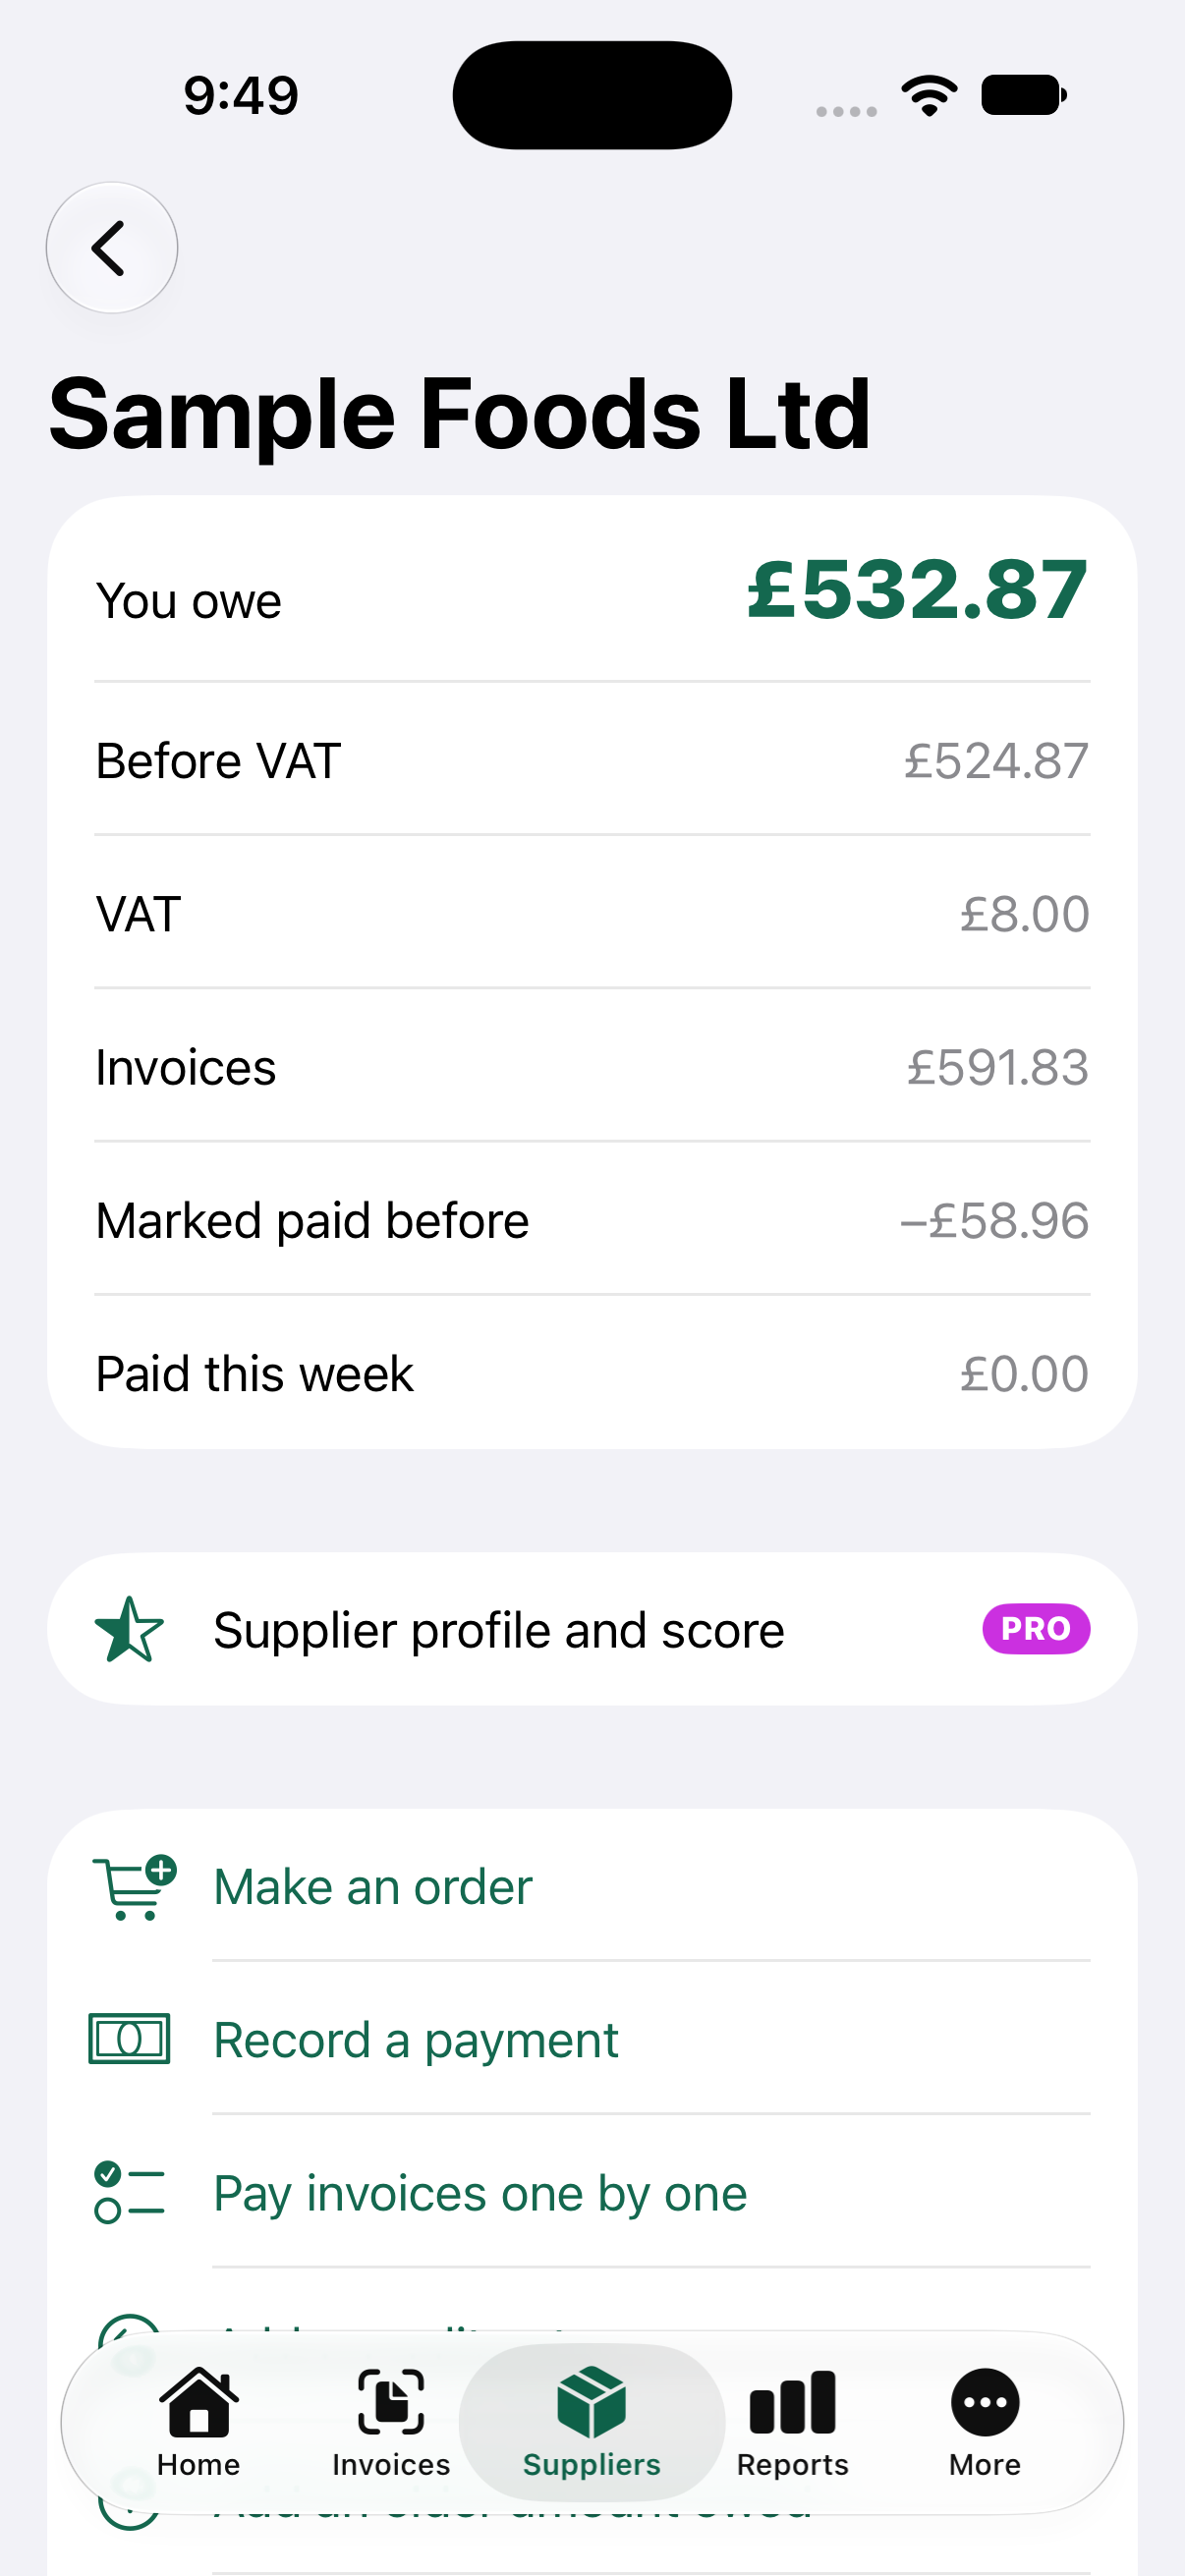 9:49
Sample Foods Ltd
You owe £532.87
Before VAT £524.87
VAT £8.00
Invoices £591.83
Marked paid before –£58.96
Paid this week £0.00
Supplier profile and score PRO
Make an order
Record a payment
Pay invoices one by one
Home Invoices Suppliers Reports More